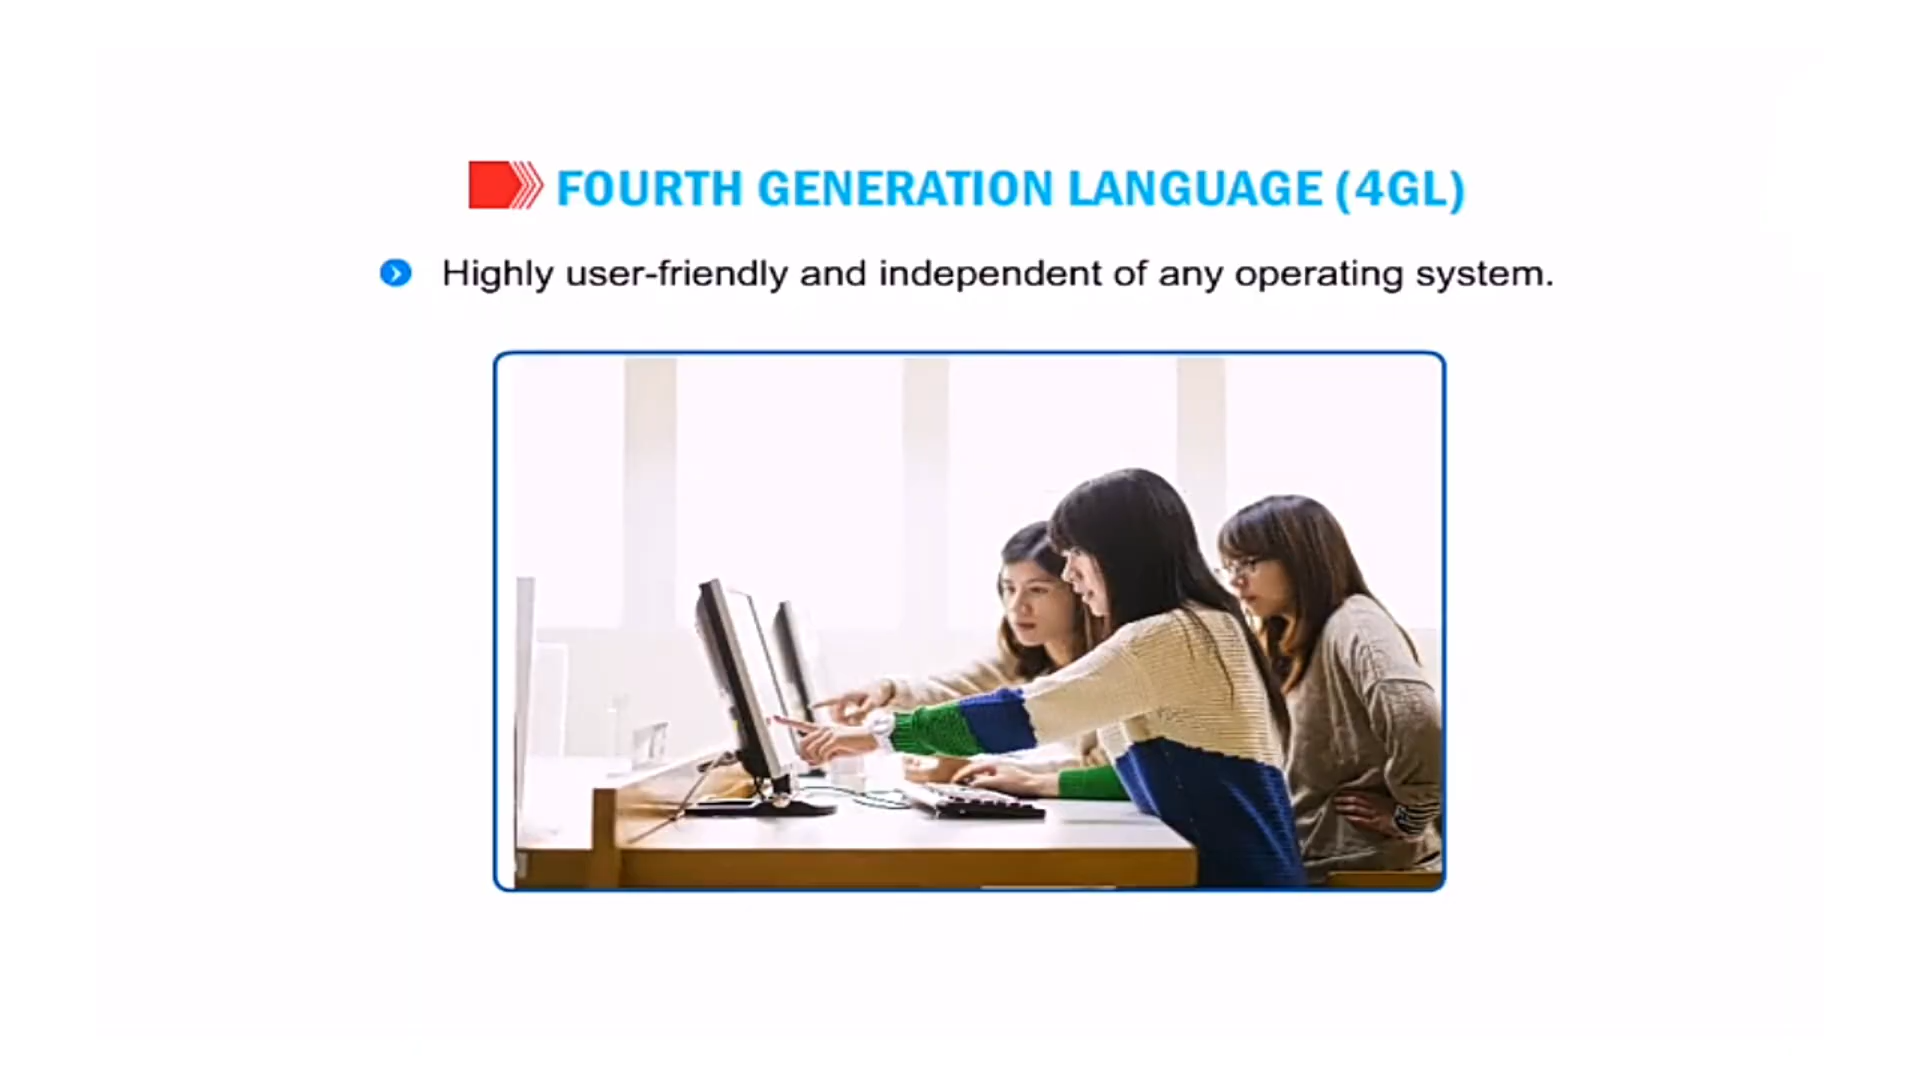 FOURTH GENERATION LANGUAGE (4GL)
Highly user-friendly and independent of any operating system.